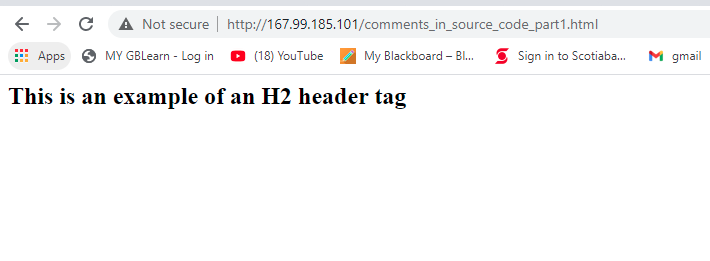 Not secure | http://167.99.185.101/comments_in_source_code_part1.html
Apps MY GBLearn - Log in (18) YouTube My Blackboard – Bl... Sign in to Scotiaba... gmail
This is an example of an H2 header tag